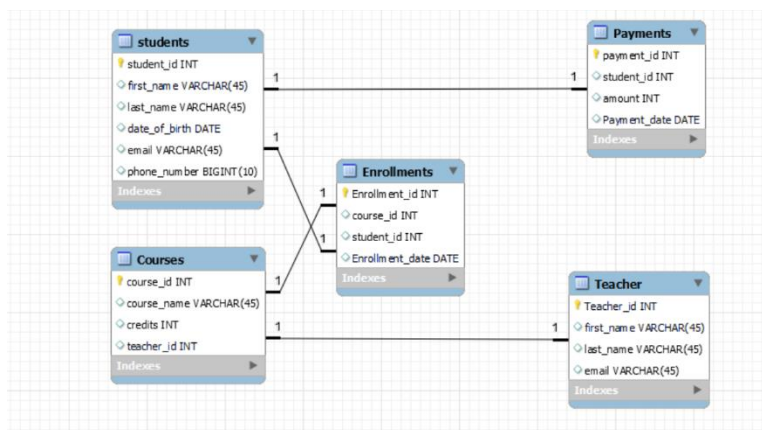 students
student_id INT
first_name VARCHAR(45)
last_name VARCHAR(45)
date_of_birth DATE
email VARCHAR(45)
phone_number BIGINT(10)
Indexes
Payments
payment_id INT
student_id INT
amount INT
Payment_date DATE
Indexes
1
1
1
Enrollments
Enrollment_id INT
course_id INT
student_id INT
Enrollment_date DATE
Indexes
1
1
Courses
course_id INT
course_name VARCHAR(45)
credits INT
teacher_id INT
Indexes
1
1
1
Teacher
Teacher_id INT
first_name VARCHAR(45)
last_name VARCHAR(45)
email VARCHAR(45)
Indexes